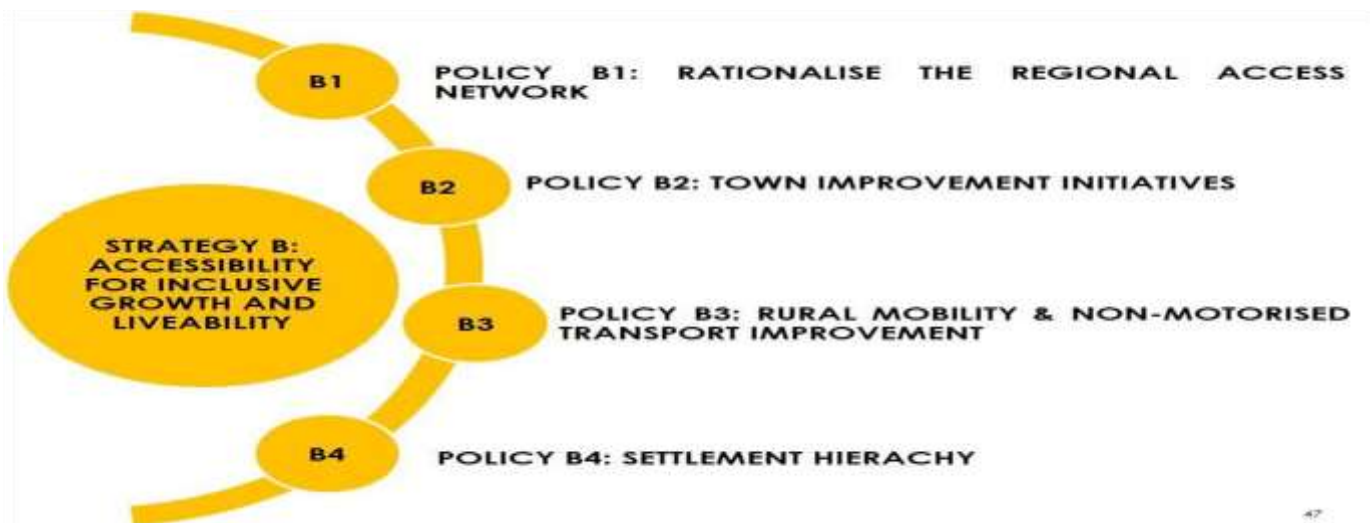 B1
POLICY B1: RATIONALISE THE REGIONAL ACCESS
NETWORK
B2
POLICY B2: TOWN IMPROVEMENT INITIATIVES
STRATEGY B:
ACCESSIBILITY
FOR INCLUSIVE
GROWTH AND
LIVEABILITY
B3
POLICY B3: RURAL MOBILITY & NON-MOTORISED
TRANSPORT IMPROVEMENT
B4
POLICY B4: SETTLEMENT HIERACHY
47